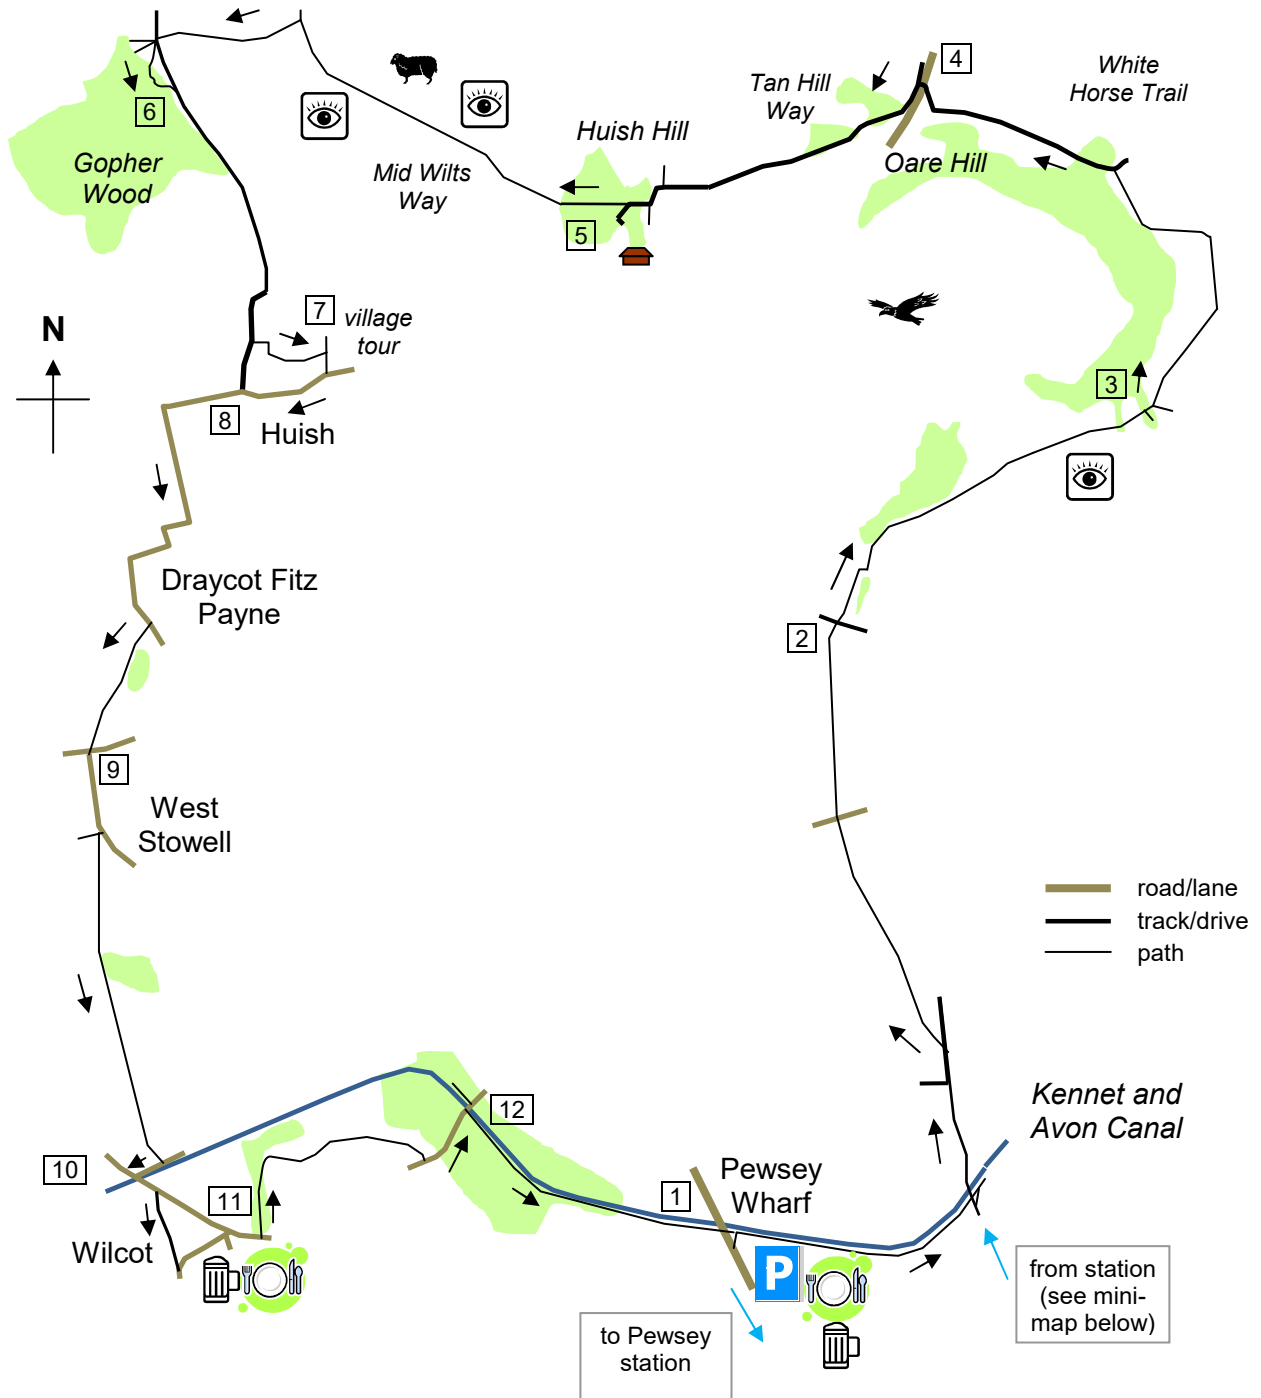 4
White
Horse Trail
Tan Hill
Way
6
Huish Hill
Gopher
Wood
Mid Wilts
Way
Oare Hill
5
7
village
tour
N
3
8
Huish
Draycot Fitz
Payne
2
9
West
Stowell
road/lane
track/drive
path
12
Kennet and
Avon Canal
10
11
1
Pewsey
Wharf
Wilcot
P
from station
(see mini-
map below)
to Pewsey
station